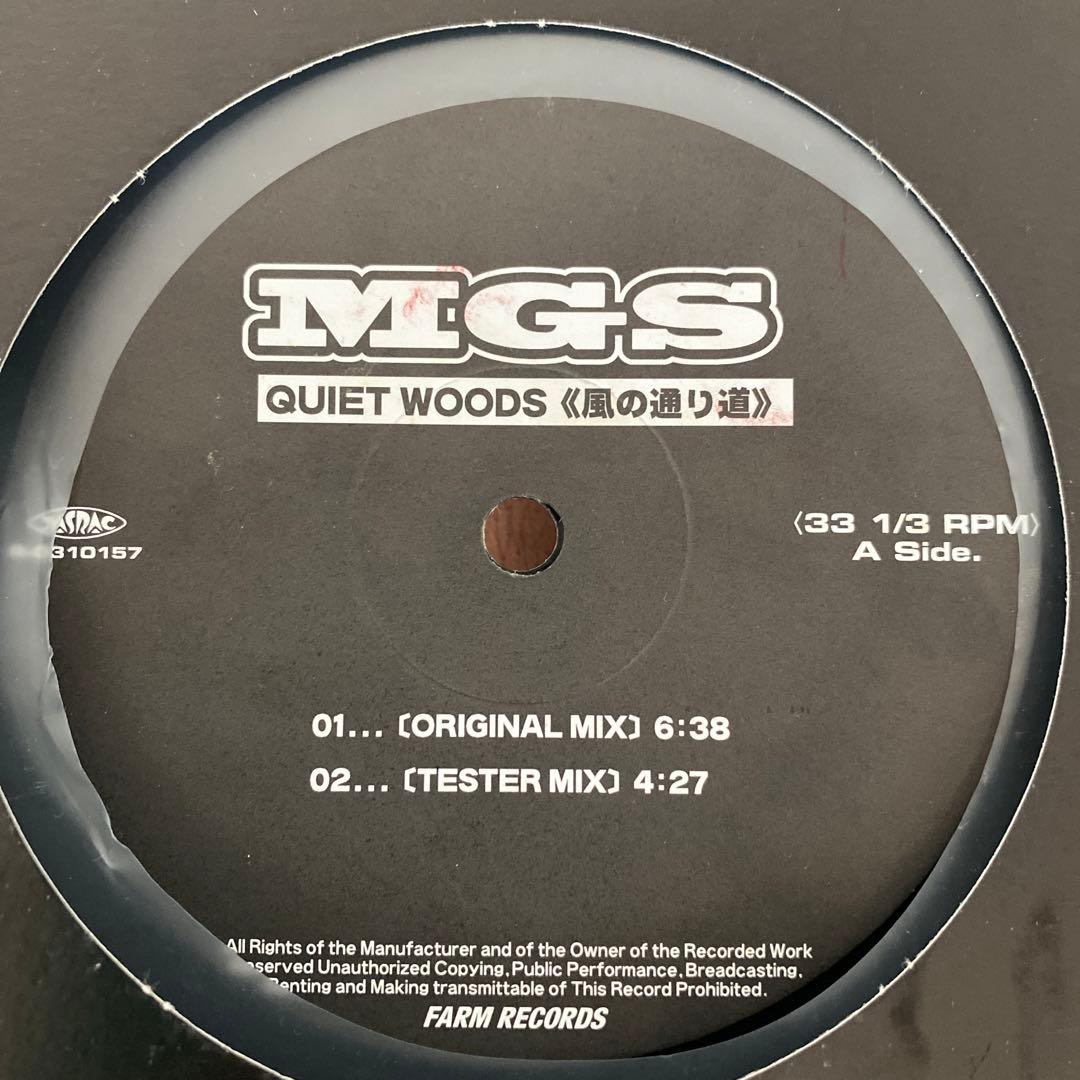 MGS
QUIET WOODS《風の通り道》
JASRAC
310157
〈33 1/3 RPM〉
A Side.
01...〔ORIGINAL MIX〕6:38
02...〔TESTER MIX〕4:27
All Rights of the Manufacturer and of the Owner of the Recorded Work
eserved Unauthorized Copying, Public Performance, Breadcasting,
Renting and Making transmittable of This Record Prohibited.
FARM RECORDS